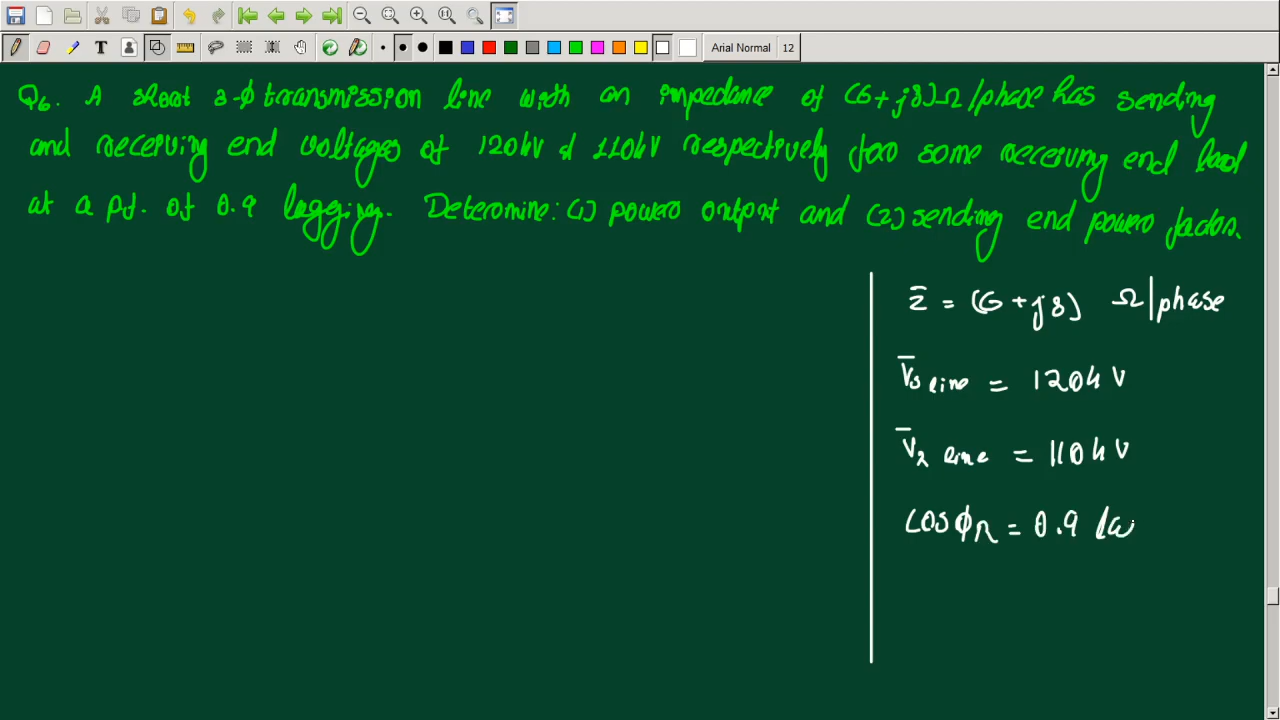 T
Arial Normal 12
Q6. A short 3-φ transmission line with an impedance of (6+j8)Ω/phase has sending
and receiving end voltages of 120kV & 110kV respectively for some receiving end load
at a p.f. of 0.9 lagging. Determine: (1) power output and (2) sending end power factor.
z̄ = (6+j8) Ω/phase
V̄s line = 120kV
V̄r line = 110kV
cosφR = 0.9 la